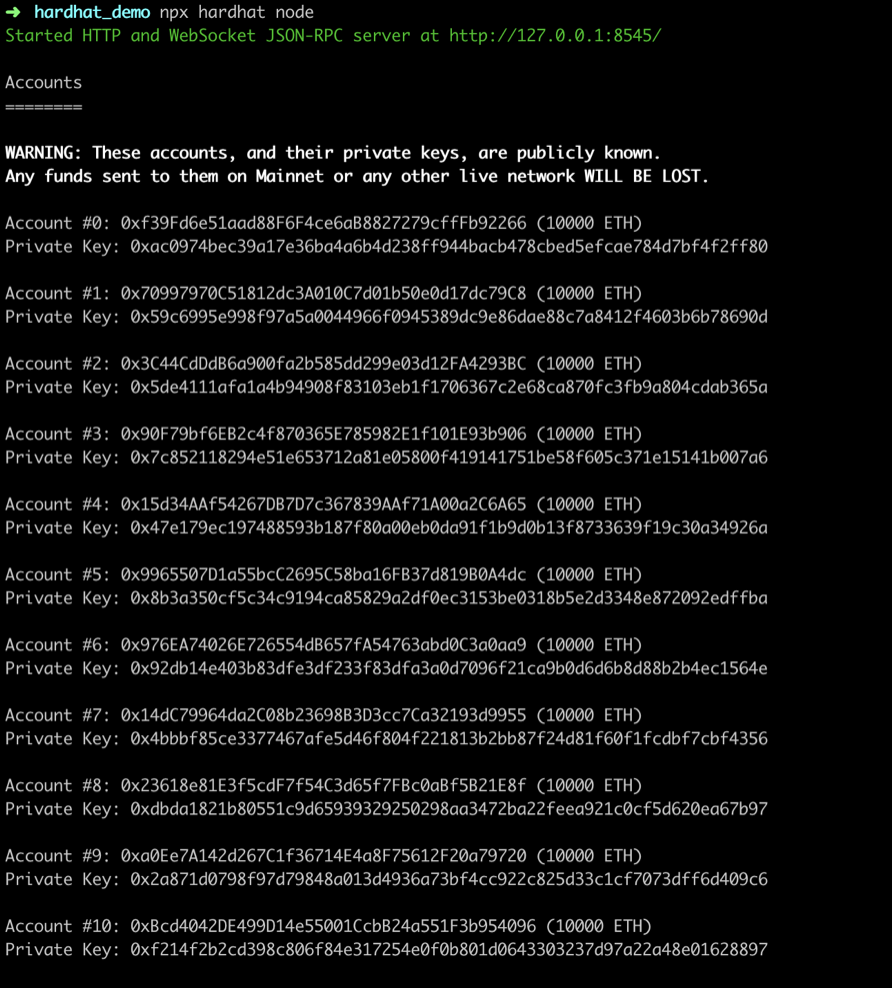 ➜ hardhat_demo npx hardhat node
Started HTTP and WebSocket JSON-RPC server at http://127.0.0.1:8545/
Accounts
========
WARNING: These accounts, and their private keys, are publicly known.
Any funds sent to them on Mainnet or any other live network WILL BE LOST.
Account #0: 0xf39Fd6e51aad88F6F4ce6aB8827279cffFb92266 (10000 ETH)
Private Key: 0xac0974bec39a17e36ba4a6b4d238ff944bacb478cbed5efcae784d7bf4f2ff80
Account #1: 0x70997970C51812dc3A010C7d01b50e0d17dc79C8 (10000 ETH)
Private Key: 0x59c6995e998f97a5a0044966f0945389dc9e86dae88c7a8412f4603b6b78690d
Account #2: 0x3C44CdDdB6a900fa2b585dd299e03d12FA4293BC (10000 ETH)
Private Key: 0x5de4111afa1a4b94908f83103eb1f1706367c2e68ca870fc3fb9a804cdab365a
Account #3: 0x90F79bf6EB2c4f870365E785982E1f101E93b906 (10000 ETH)
Private Key: 0x7c852118294e51e653712a81e05800f419141751be58f605c371e15141b007a6
Account #4: 0x15d34AAf54267DB7D7c367839AAf71A00a2C6A65 (10000 ETH)
Private Key: 0x47e179ec197488593b187f80a00eb0da91f1b9d0b13f8733639f19c30a34926a
Account #5: 0x9965507D1a55bcC2695C58ba16FB37d819B0A4dc (10000 ETH)
Private Key: 0x8b3a350cf5c34c9194ca85829a2df0ec3153be0318b5e2d3348e872092edffba
Account #6: 0x976EA74026E726554dB657fA54763abd0C3a0aa9 (10000 ETH)
Private Key: 0x92db14e403b83dfe3df233f83dfa3a0d7096f21ca9b0d6d6b8d88b2b4ec1564e
Account #7: 0x14dC79964da2C08b23698B3D3cc7Ca32193d9955 (10000 ETH)
Private Key: 0x4bbbf85ce3377467afe5d46f804f221813b2bb87f24d81f60f1fcdbf7cbf4356
Account #8: 0x23618e81E3f5cdF7f54C3d65f7FBc0aBf5B21E8f (10000 ETH)
Private Key: 0xdbda1821b80551c9d65939329250298aa3472ba22feea921c0cf5d620ea67b97
Account #9: 0xa0Ee7A142d267C1f36714E4a8F75612F20a79720 (10000 ETH)
Private Key: 0x2a871d0798f97d79848a013d4936a73bf4cc922c825d33c1cf7073dff6d409c6
Account #10: 0xBcd4042DE499D14e55001CcbB24a551F3b954096 (10000 ETH)
Private Key: 0xf214f2b2cd398c806f84e317254e0f0b801d0643303237d97a22a48e01628897